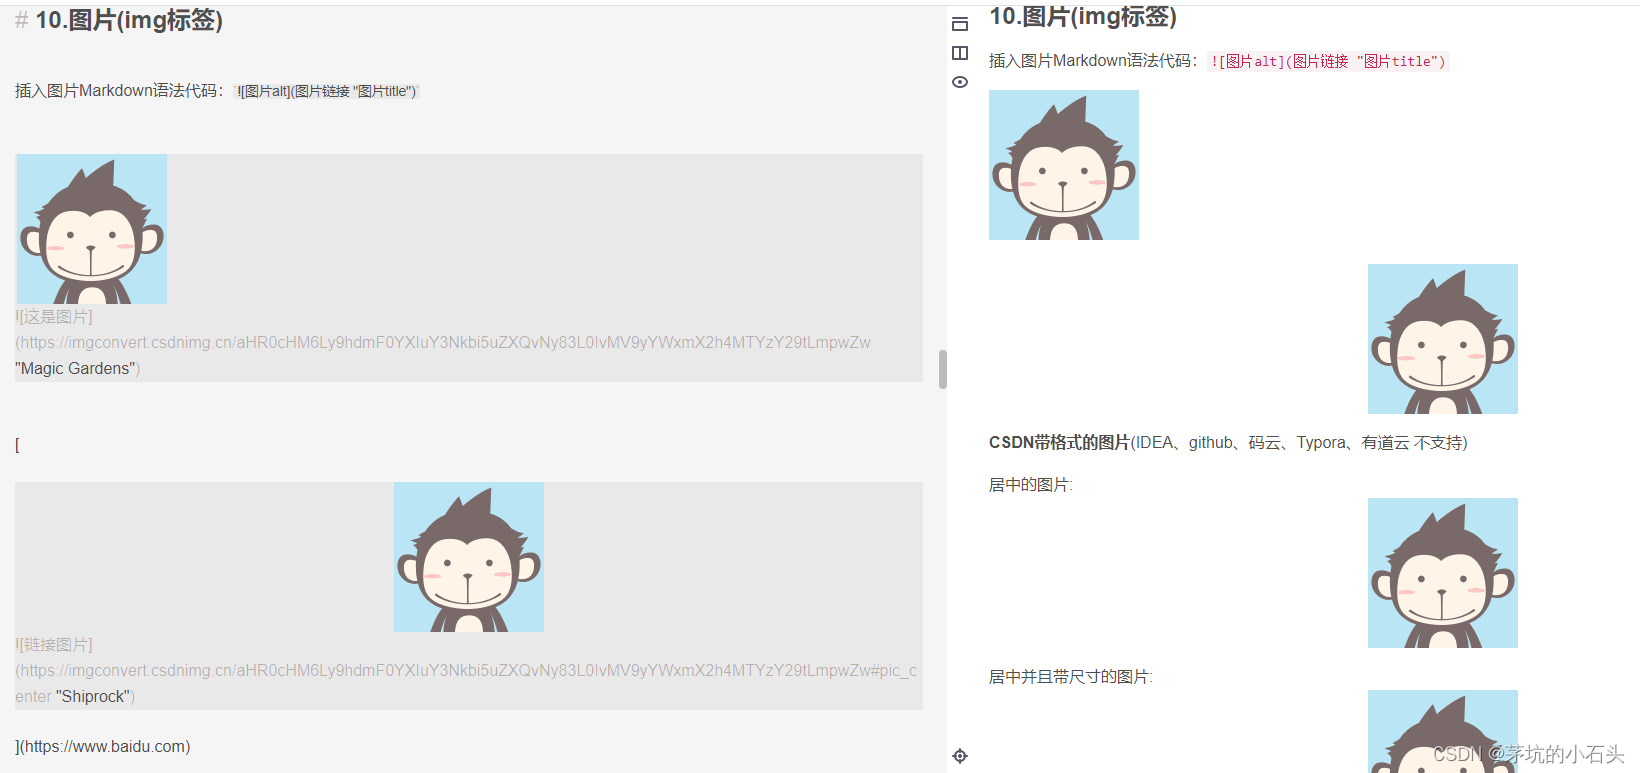 # 10.图片(img标签)
插入图片Markdown语法代码：`![图片alt](图片链接 "图片title")`
![这是图片]
(https://imgconvert.csdnimg.cn/aHR0cHM6Ly9hdmF0YXIuY3Nkbi5uZXQvNy83L0IvMV9yYWxmX2h4MTYzY29tLmpwZw
"Magic Gardens")
[
![链接图片]
(https://imgconvert.csdnimg.cn/aHR0cHM6Ly9hdmF0YXIuY3Nkbi5uZXQvNy83L0IvMV9yYWxmX2h4MTYzY29tLmpwZw#pic_c
enter "Shiprock")
](https://www.baidu.com)
10.图片(img标签)
插入图片Markdown语法代码：![图片alt](图片链接 "图片title")
CSDN带格式的图片(IDEA、github、码云、Typora、有道云 不支持)
居中的图片:
居中并且带尺寸的图片:
CSDN @茅坑的小石头